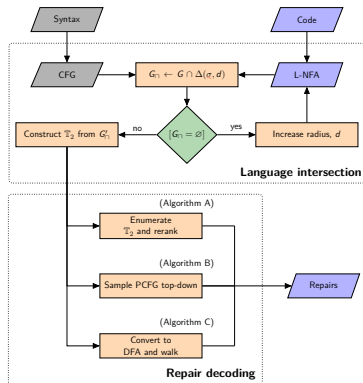 Syntax
Code
CFG
G∩ ← G ∩ Δ(σ, d)
L-NFA
Construct 𝕋₂ from G′∩
no
[G∩ = ∅]
yes
Increase radius, d
Language intersection
(Algorithm A)
Enumerate
𝕋₂ and rerank
(Algorithm B)
Sample PCFG top-down
Repairs
(Algorithm C)
Convert to
DFA and walk
Repair decoding